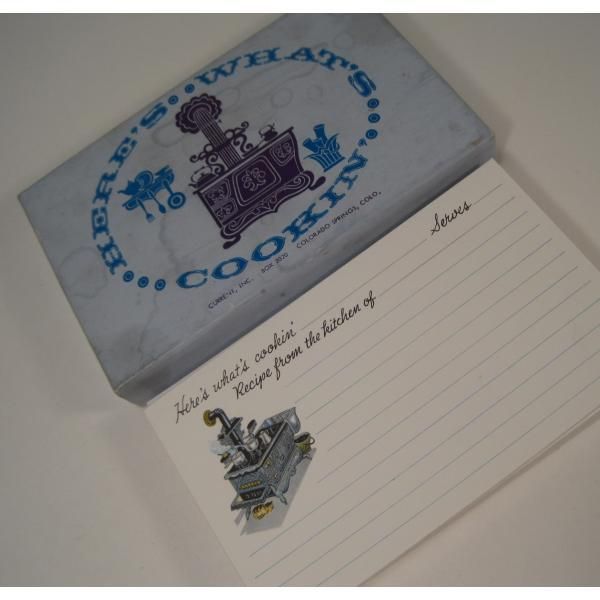 HERE'S WHAT'S
COOKIN'
CURRENT, INC. BOX 2020 COLORADO SPRINGS, COLO.
Here's what's cookin' Serves
Recipe from the kitchen of